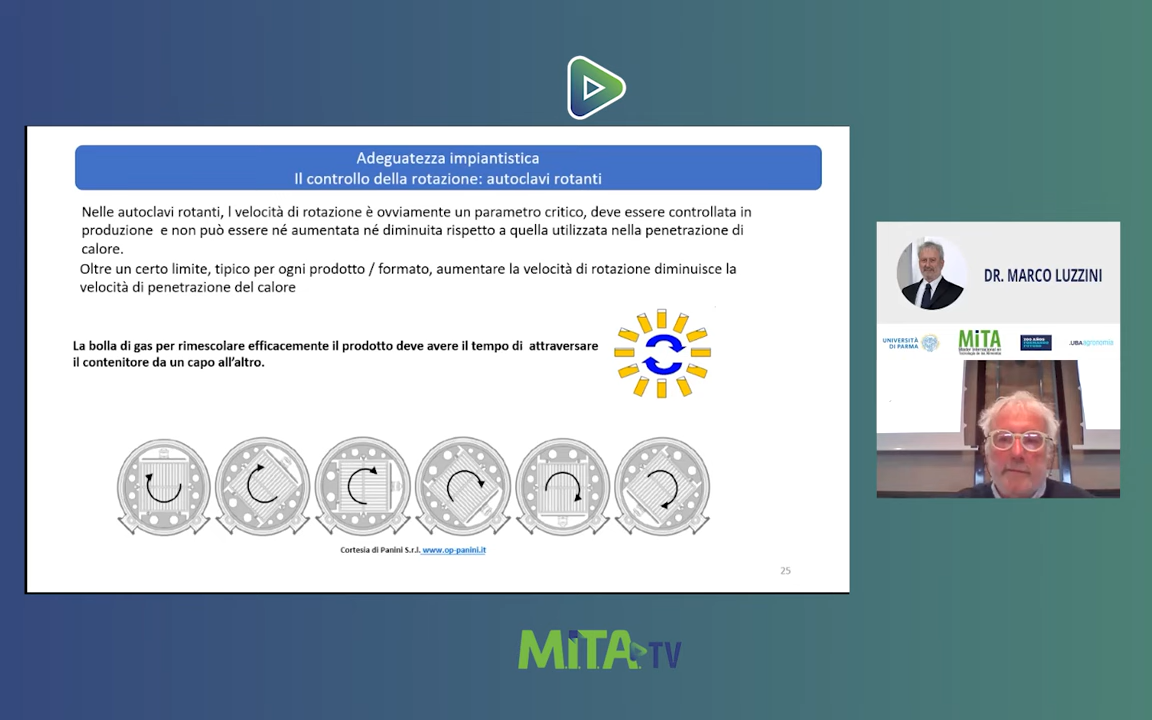 Adeguatezza impiantistica
Il controllo della rotazione: autoclavi rotanti
Nelle autoclavi rotanti, l velocità di rotazione è ovviamente un parametro critico, deve essere controllata in
produzione e non può essere né aumentata né diminuita rispetto a quella utilizzata nella penetrazione di
calore.
Oltre un certo limite, tipico per ogni prodotto / formato, aumentare la velocità di rotazione diminuisce la
velocità di penetrazione del calore
La bolla di gas per rimescolare efficacemente il prodotto deve avere il tempo di attraversare
il contenitore da un capo all’altro.
Cortesia di Panini S.r.l. www.op-panini.it
25
DR. MARCO LUZZINI
UNIVERSITÀ
DI PARMA
MiTA
.UBAagronomía
M.I.T.A. TV